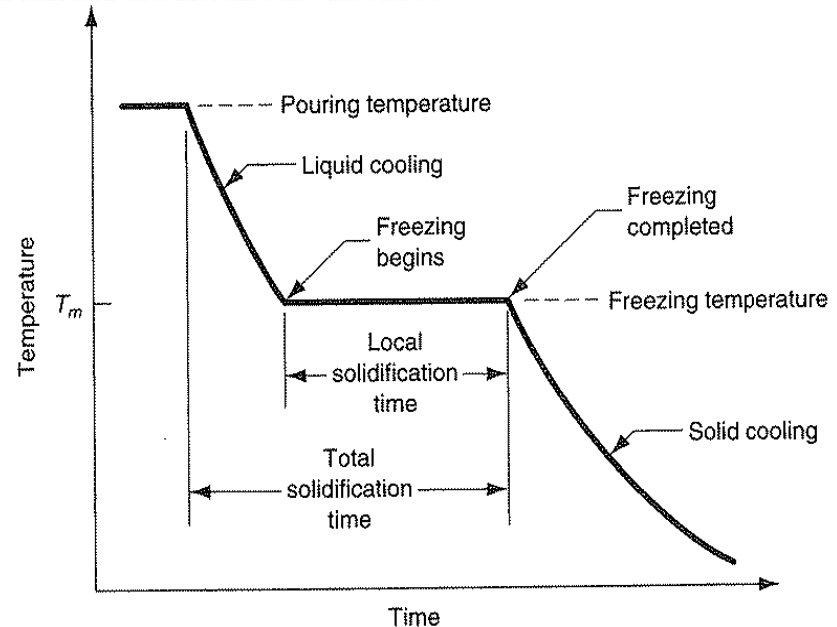 Pouring temperature
Liquid cooling
Freezing
begins
Freezing
completed
Temperature
Tm
Freezing temperature
Local
solidification
time
Solid cooling
Total
solidification
time
Time